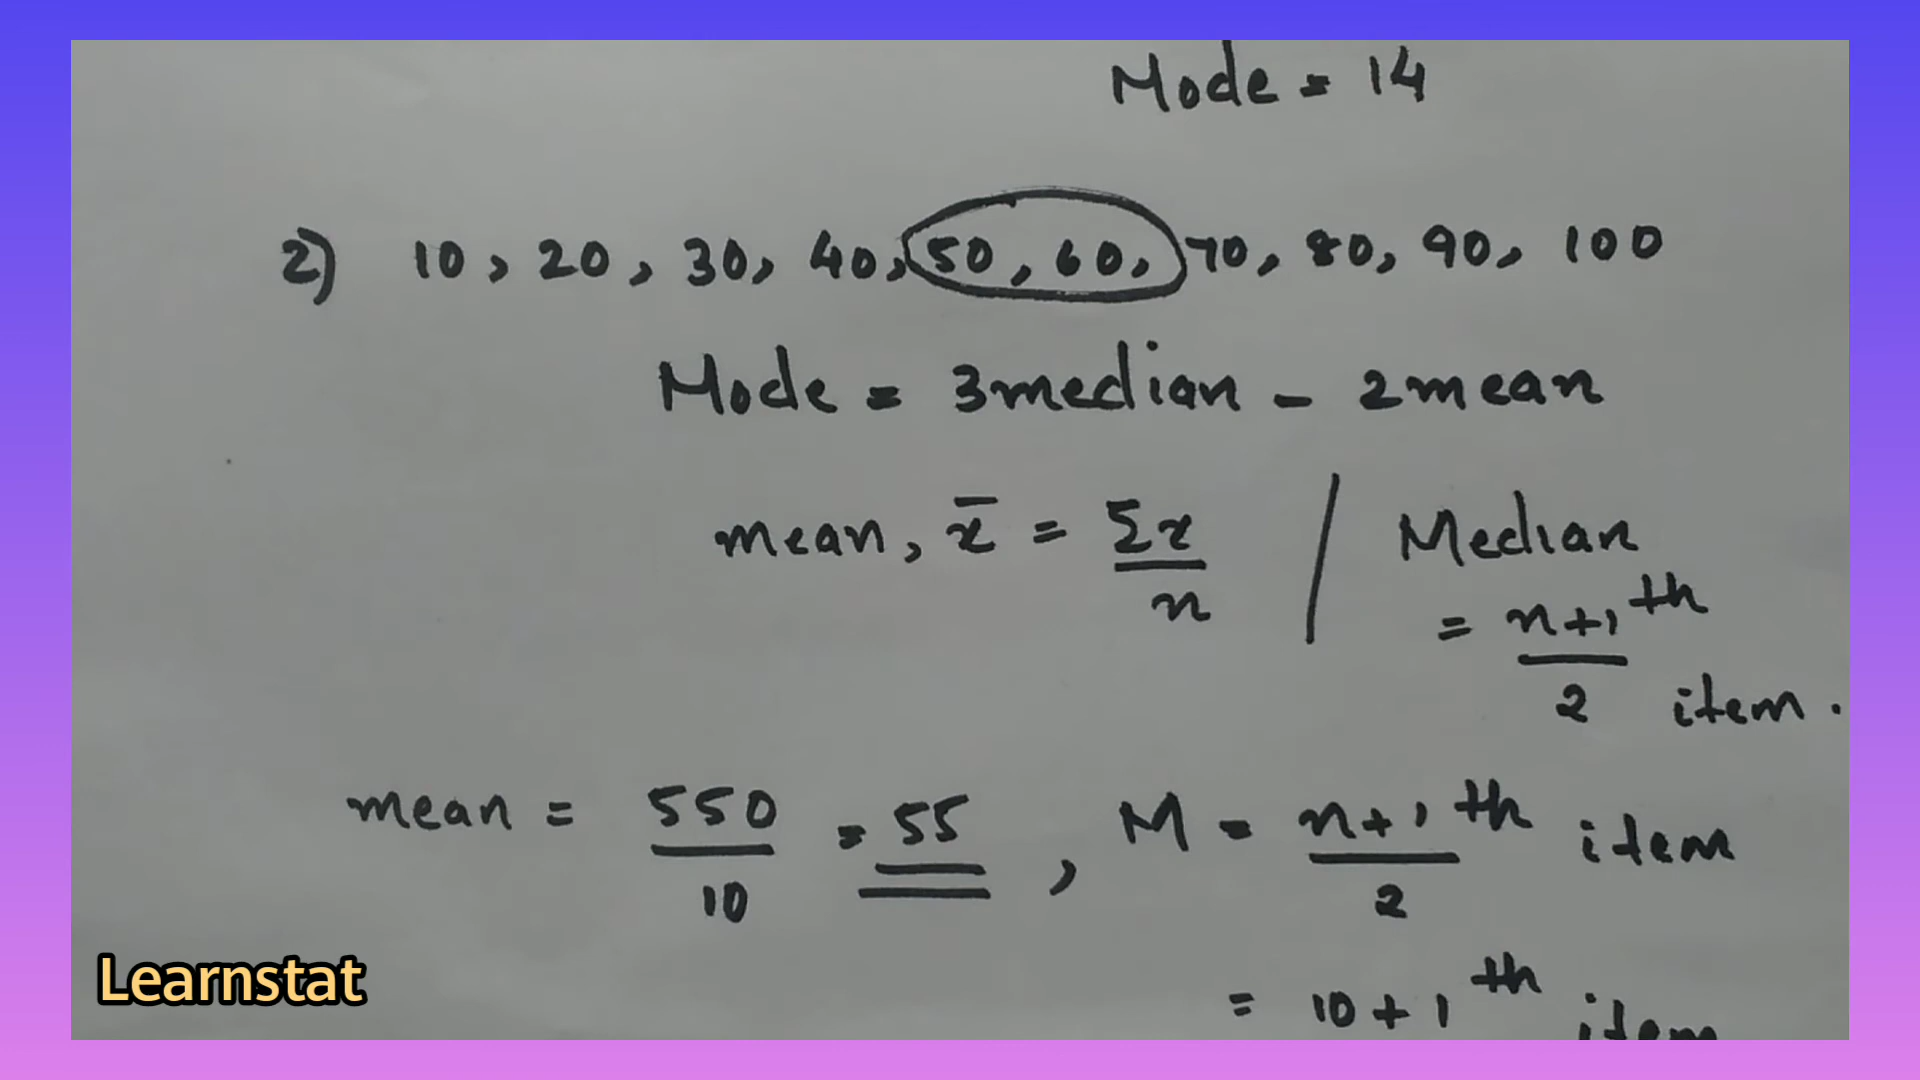 Mode = 14
2) 10, 20, 30, 40, 50, 60, 70, 80, 90, 100
Mode = 3median - 2mean
mean, x̄ = Σx/n / Median
= n+1/2 th item.
mean = 550/10 = 55, M = n+1/2 th item
= 10+1 th item
Learnstat